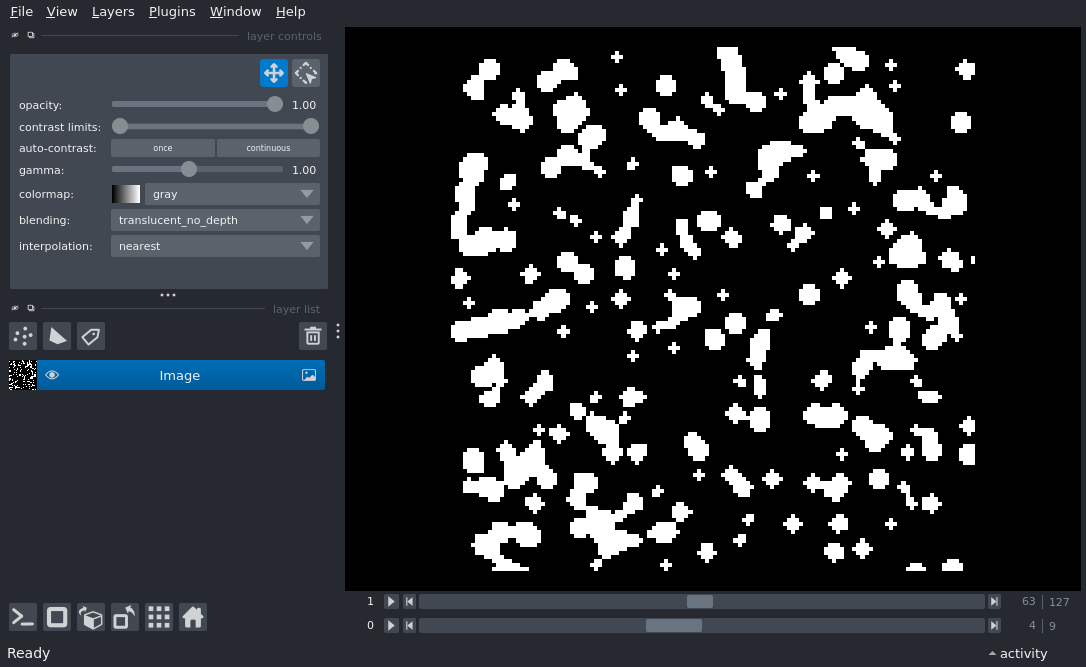 File View Layers Plugins Window Help
layer controls
opacity: 1.00
contrast limits:
auto-contrast: once continuous
gamma: 1.00
colormap: gray
blending: translucent_no_depth
interpolation: nearest
layer list
Image
1 63 127
0 4 9
Ready activity